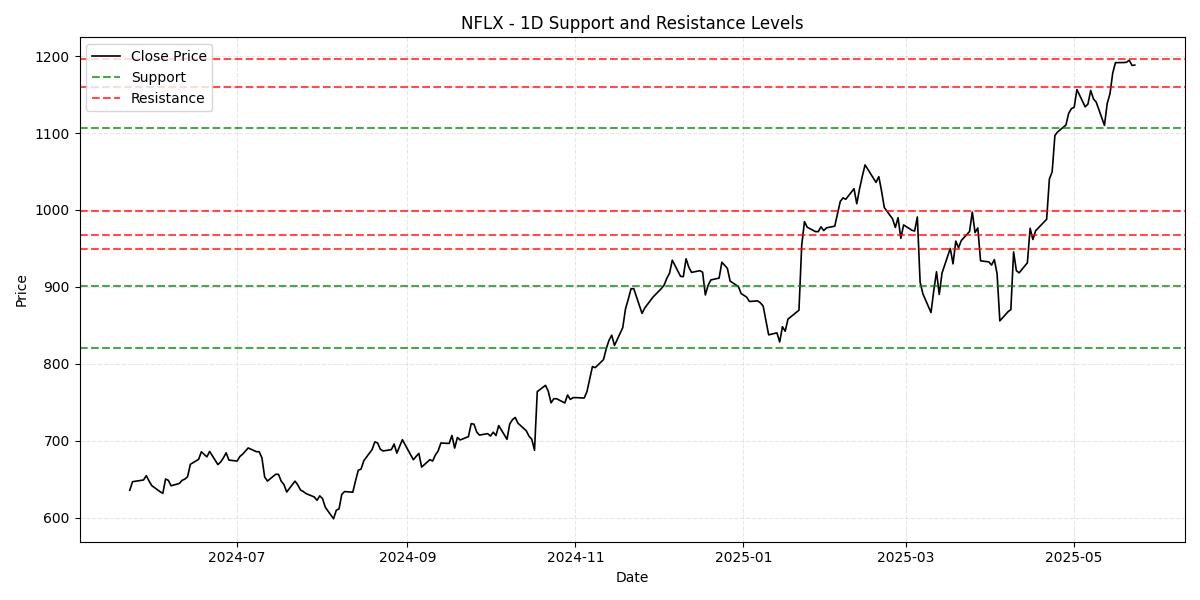 NFLX - 1D Support and Resistance Levels
Close Price
Support
Resistance
1200
1100
1000
900
800
700
600
Price
2024-07
2024-09
2024-11
2025-01
2025-03
2025-05
Date